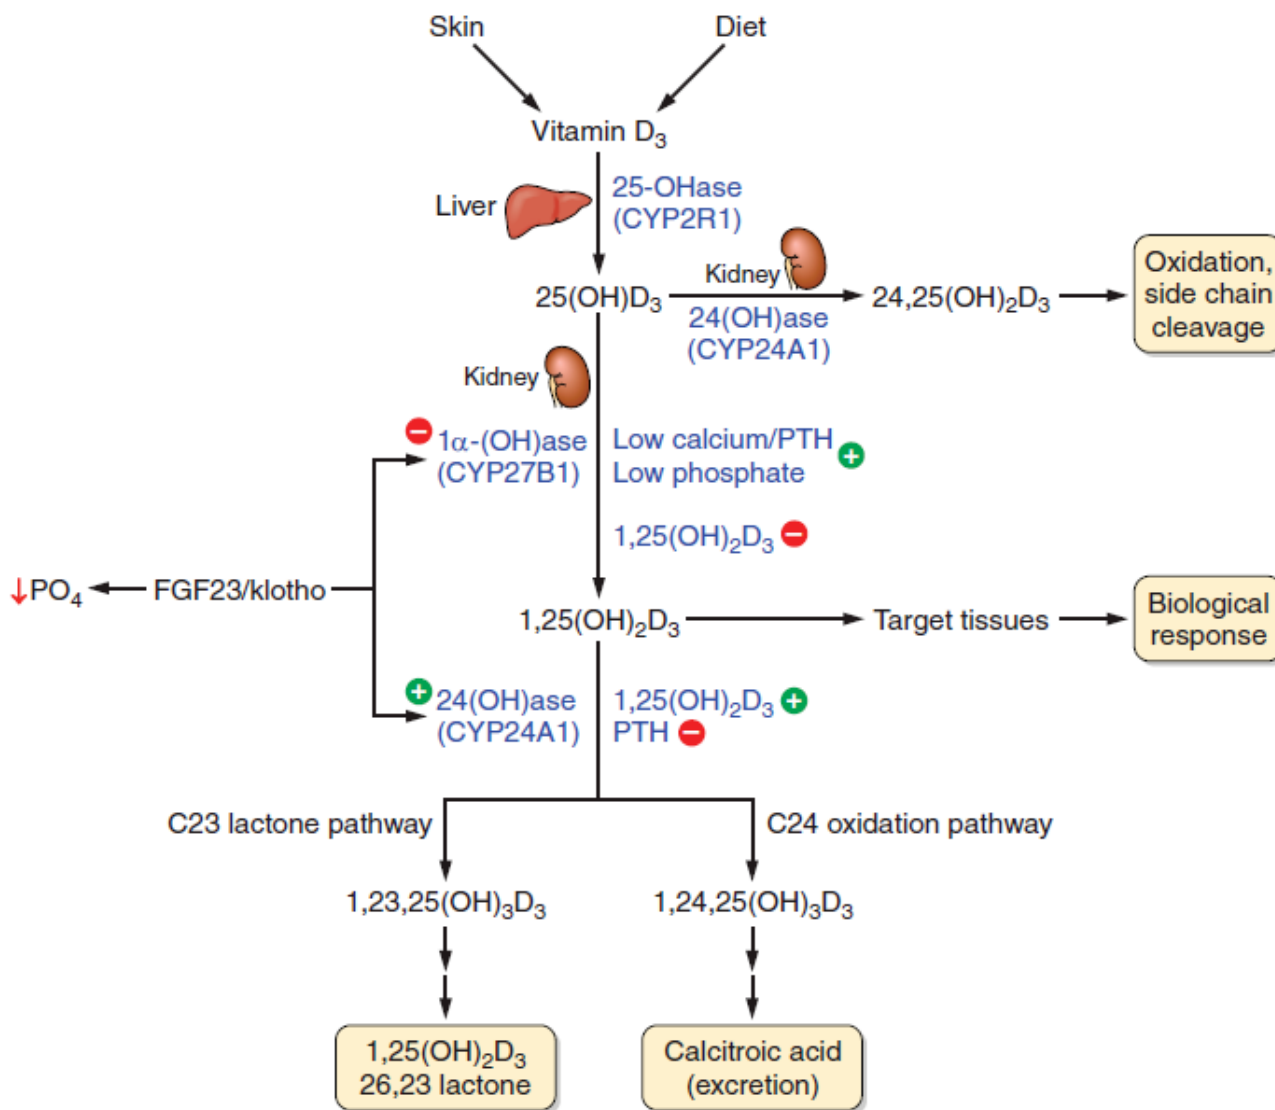 Skin
Diet
Vitamin D₃
Liver
25-OHase
(CYP2R1)
25(OH)D₃
Kidney
24(OH)ase
(CYP24A1)
24,25(OH)₂D₃
Oxidation,
side chain
cleavage
Kidney
− 1α-(OH)ase
(CYP27B1)
Low calcium/PTH
Low phosphate +
1,25(OH)₂D₃ −
↓PO₄
FGF23/klotho
1,25(OH)₂D₃
Target tissues
Biological
response
+ 24(OH)ase
(CYP24A1)
1,25(OH)₂D₃ +
PTH −
C23 lactone pathway
C24 oxidation pathway
1,23,25(OH)₃D₃
1,24,25(OH)₃D₃
1,25(OH)₂D₃
26,23 lactone
Calcitroic acid
(excretion)